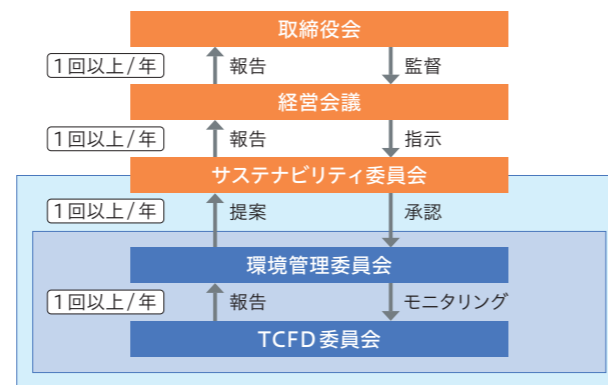 取締役会
1回以上/年 報告 監督
経営会議
1回以上/年 報告 指示
サステナビリティ委員会
1回以上/年 提案 承認
環境管理委員会
1回以上/年 報告 モニタリング
TCFD委員会